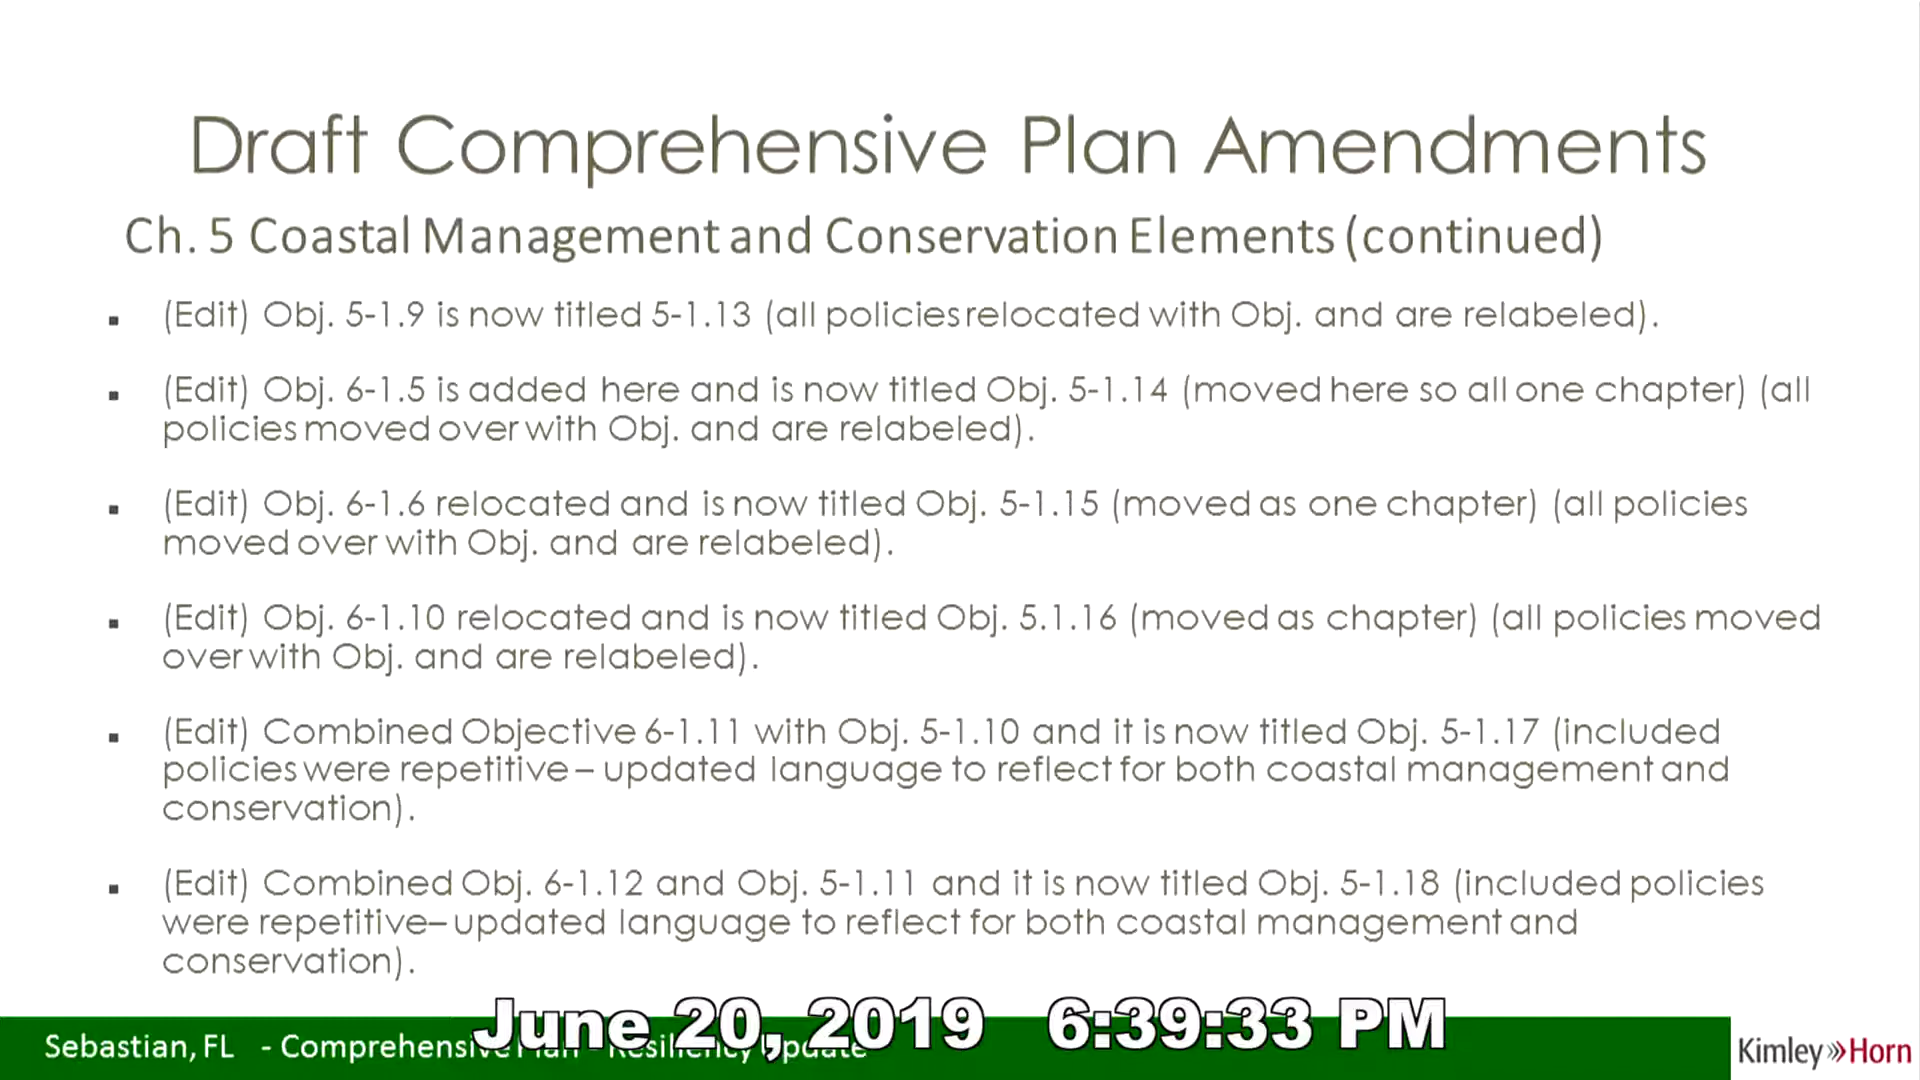 Draft Comprehensive Plan Amendments
Ch. 5 Coastal Management and Conservation Elements (continued)
▪ (Edit) Obj. 5-1.9 is now titled 5-1.13 (all policies relocated with Obj. and are relabeled).
▪ (Edit) Obj. 6-1.5 is added here and is now titled Obj. 5-1.14 (moved here so all one chapter) (all
policies moved over with Obj. and are relabeled).
▪ (Edit) Obj. 6-1.6 relocated and is now titled Obj. 5-1.15 (moved as one chapter) (all policies
moved over with Obj. and are relabeled).
▪ (Edit) Obj. 6-1.10 relocated and is now titled Obj. 5.1.16 (moved as chapter) (all policies moved
over with Obj. and are relabeled).
▪ (Edit) Combined Objective 6-1.11 with Obj. 5-1.10 and it is now titled Obj. 5-1.17 (included
policies were repetitive – updated language to reflect for both coastal management and
conservation).
▪ (Edit) Combined Obj. 6-1.12 and Obj. 5-1.11 and it is now titled Obj. 5-1.18 (included policies
were repetitive– updated language to reflect for both coastal management and
conservation).
June 20, 2019 6:39:33 PM
Sebastian, FL - Comprehensive Plan - Resiliency Update
Kimley»Horn